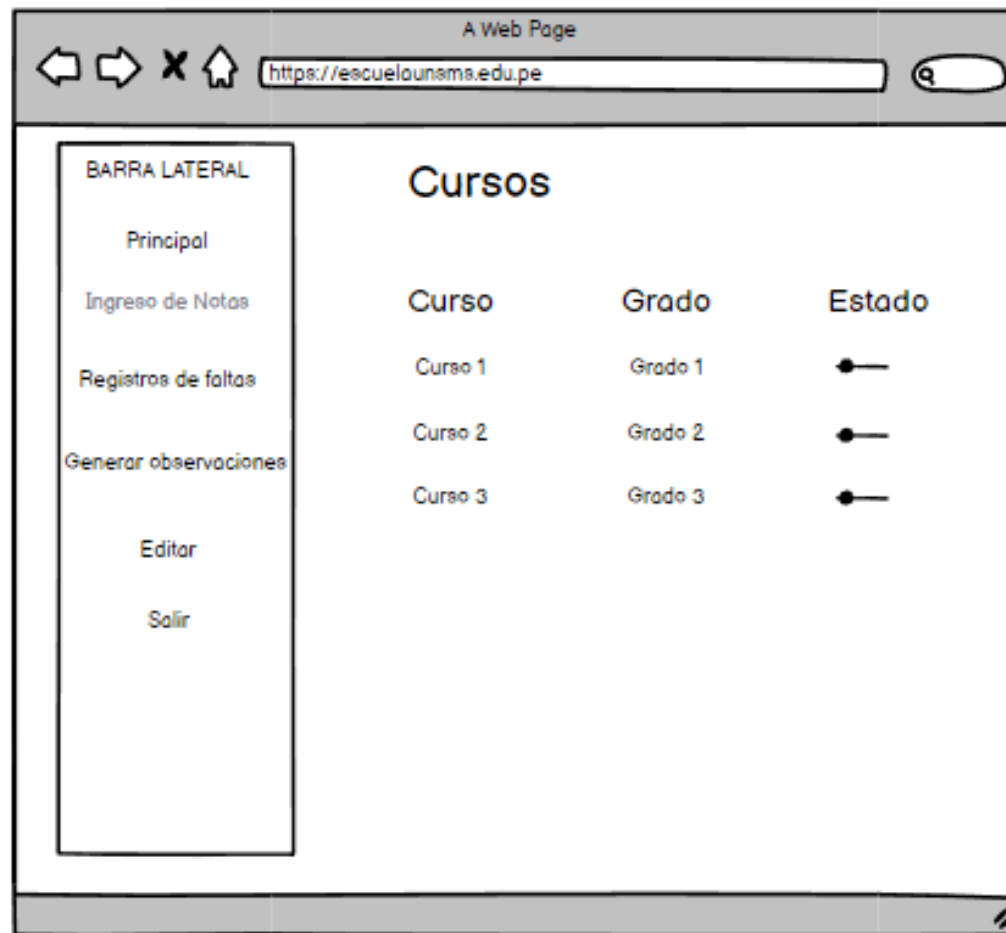 A Web Page
https://escuelaunsms.edu.pe
BARRA LATERAL
Principal
Ingreso de Notas
Registros de faltas
Generar observaciones
Editar
Salir
Cursos
Curso Grado Estado
Curso 1 Grado 1
Curso 2 Grado 2
Curso 3 Grado 3